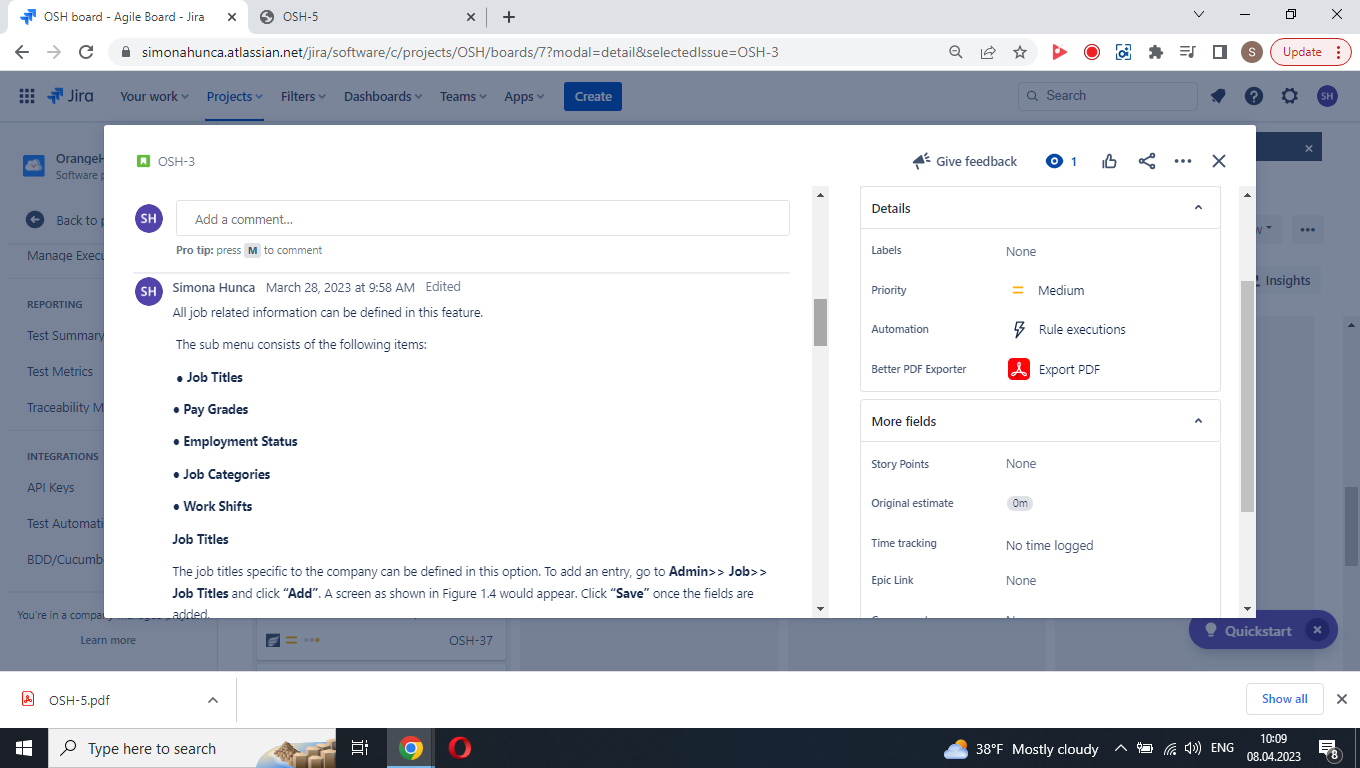 OSH board - Agile Board - Jira
OSH-5
simonahunca.atlassian.net/jira/software/c/projects/OSH/boards/7?modal=detail&selectedIssue=OSH-3
S
Update
Jira
Your work
Projects
Filters
Dashboards
Teams
Apps
Create
Search
SH
OSH-3
Give feedback
1
Software
Back to
Manage
REPORTING
Test Summary
Test Metrics
Traceability
INTEGRATIONS
API Keys
Test
You're in a
Learn more
SH
Add a comment...
Pro tip: press M to comment
SH
Simona Hunca March 28, 2023 at 9:58 AM Edited
All job related information can be defined in this feature.
The sub menu consists of the following items:
● Job Titles
● Pay Grades
● Employment Status
● Job Categories
● Work Shifts
Job Titles
The job titles specific to the company can be defined in this option. To add an entry, go to Admin>> Job>>
Job Titles and click “Add”. A screen as shown in Figure 1.4 would appear. Click “Save” once the fields are
added.
Details
Labels None
Priority Medium
Automation Rule executions
Better PDF Exporter Export PDF
More fields
Story Points None
Original estimate 0m
Time tracking No time logged
Epic Link None
Insights
OSH-37
Quickstart
OSH-5.pdf
Show all
Type here to search
38°F Mostly cloudy
ENG
10:09
08.04.2023
8